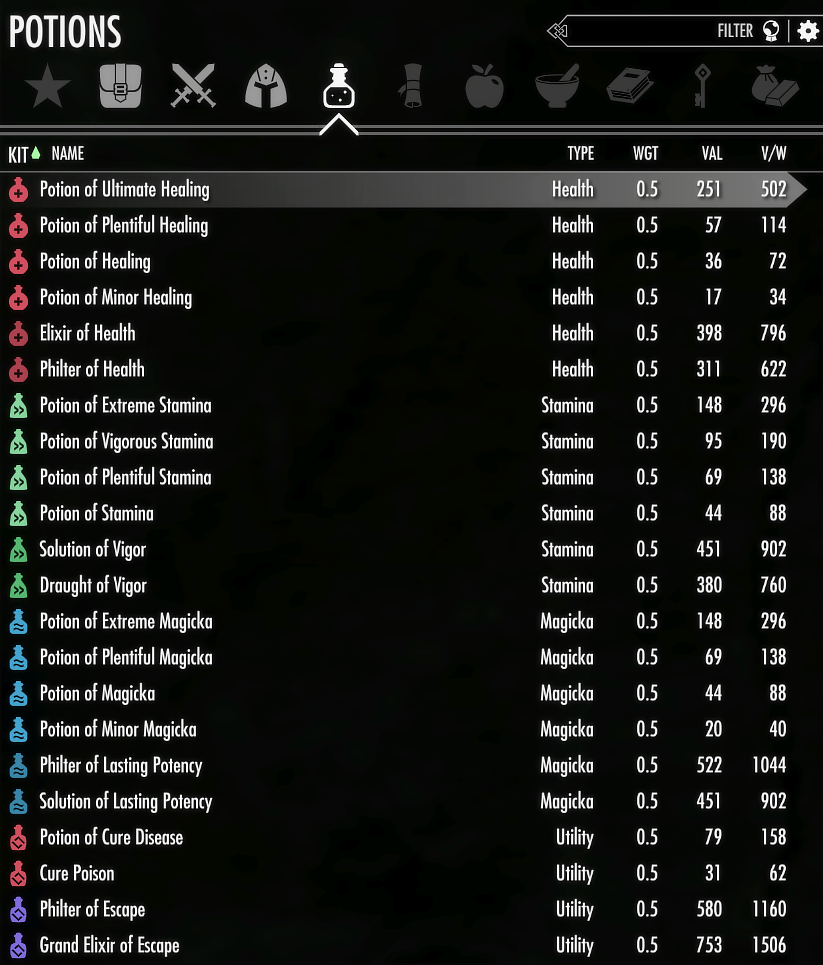 POTIONS
FILTER
KIT NAME TYPE WGT VAL V/W
Potion of Ultimate Healing Health 0.5 251 502
Potion of Plentiful Healing Health 0.5 57 114
Potion of Healing Health 0.5 36 72
Potion of Minor Healing Health 0.5 17 34
Elixir of Health Health 0.5 398 796
Philter of Health Health 0.5 311 622
Potion of Extreme Stamina Stamina 0.5 148 296
Potion of Vigorous Stamina Stamina 0.5 95 190
Potion of Plentiful Stamina Stamina 0.5 69 138
Potion of Stamina Stamina 0.5 44 88
Solution of Vigor Stamina 0.5 451 902
Draught of Vigor Stamina 0.5 380 760
Potion of Extreme Magicka Magicka 0.5 148 296
Potion of Plentiful Magicka Magicka 0.5 69 138
Potion of Magicka Magicka 0.5 44 88
Potion of Minor Magicka Magicka 0.5 20 40
Philter of Lasting Potency Magicka 0.5 522 1044
Solution of Lasting Potency Magicka 0.5 451 902
Potion of Cure Disease Utility 0.5 79 158
Cure Poison Utility 0.5 31 62
Philter of Escape Utility 0.5 580 1160
Grand Elixir of Escape Utility 0.5 753 1506